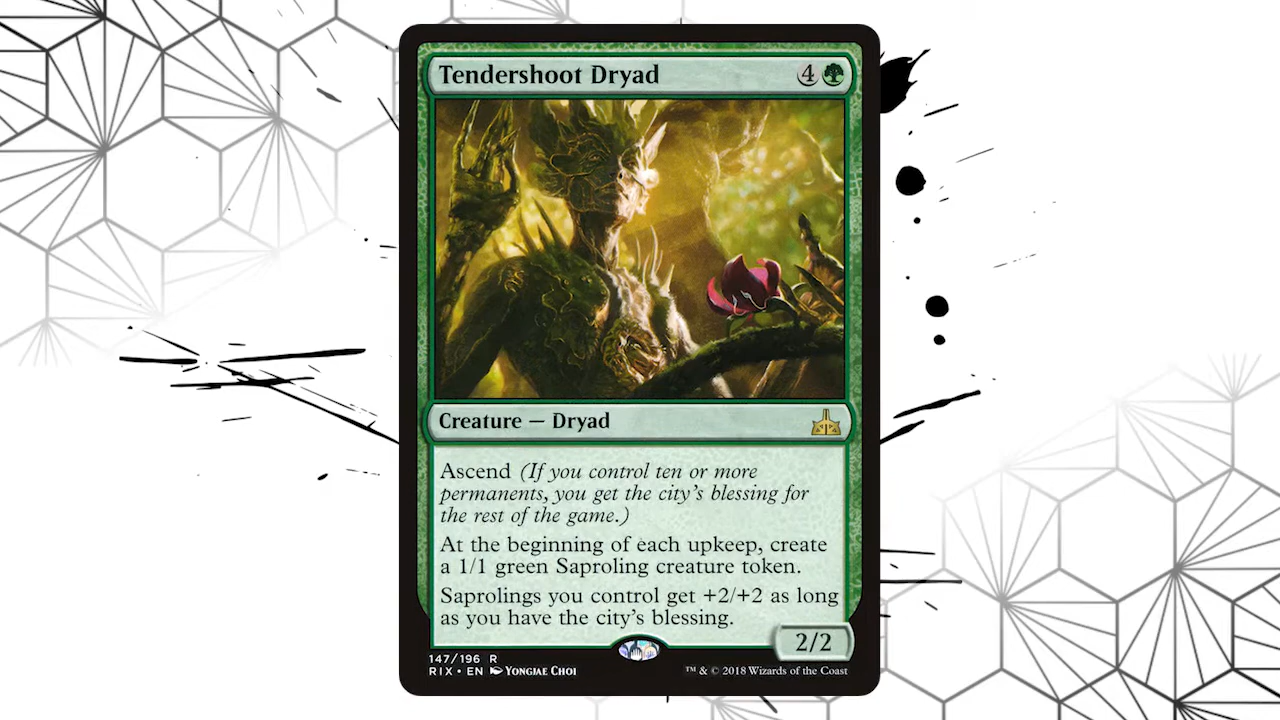 Tendershoot Dryad 4
Creature — Dryad
Ascend (If you control ten or more
permanents, you get the city's blessing for
the rest of the game.)
At the beginning of each upkeep, create
a 1/1 green Saproling creature token.
Saprolings you control get +2/+2 as long
as you have the city's blessing.
2/2
147/196 R
RIX • EN Yongjae Choi
™ & © 2018 Wizards of the Coast